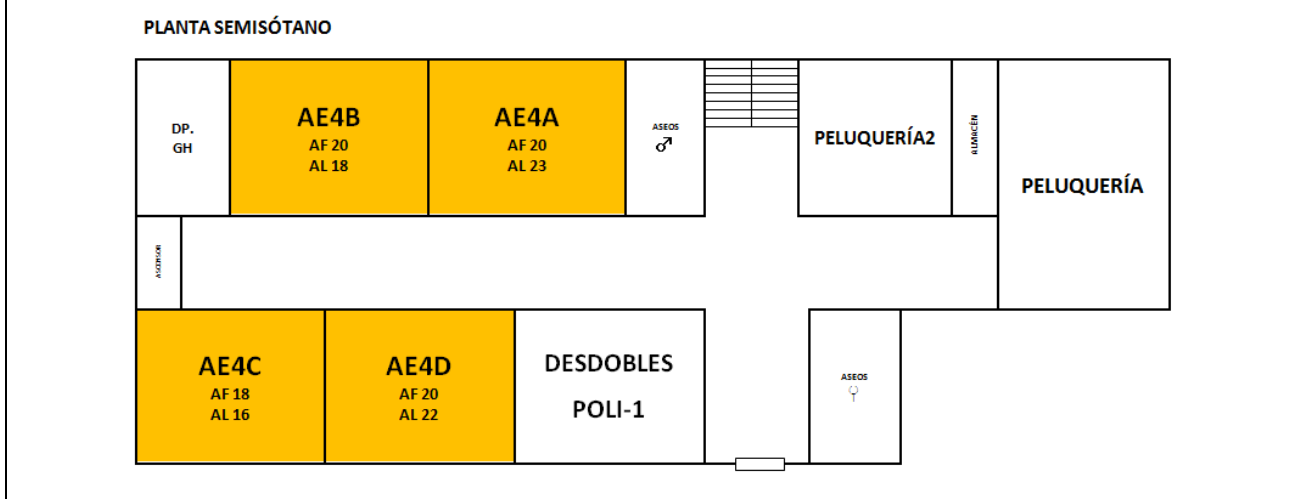 PLANTA SEMISÓTANO
DP.
GH
AE4B
AF 20
AL 18
AE4A
AF 20
AL 23
ASEOS
PELUQUERÍA2
ALMACÉN
PELUQUERÍA
ASCENSOR
AE4C
AF 18
AL 16
AE4D
AF 20
AL 22
DESDOBLES
POLI-1
ASEOS